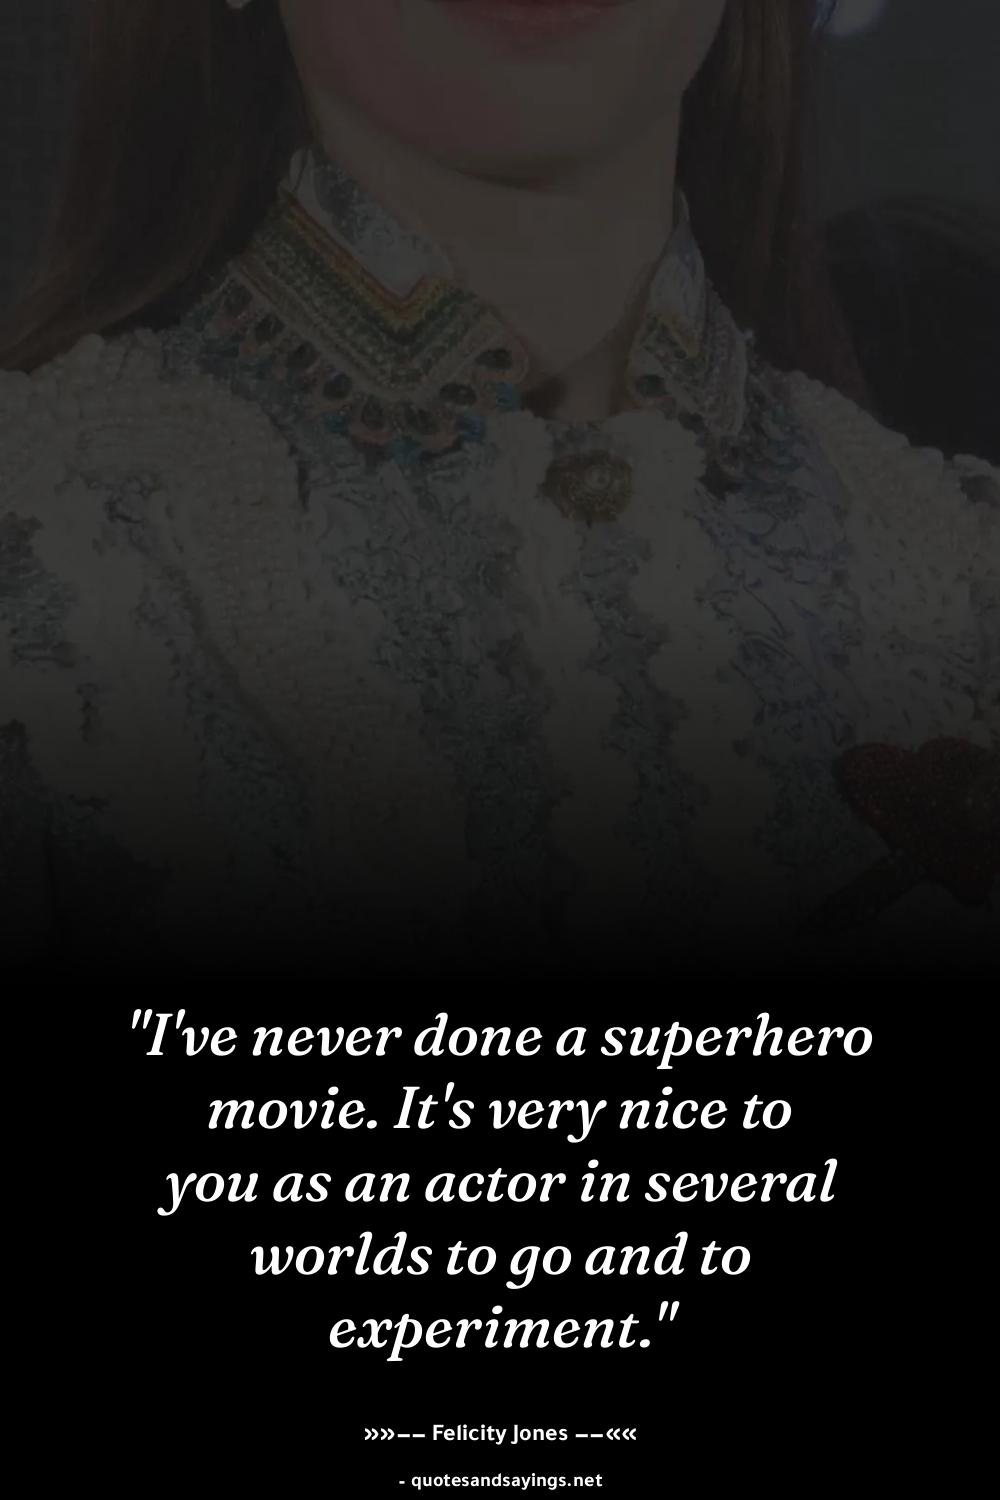 "I've never done a superhero
movie. It's very nice to
you as an actor in several
worlds to go and to
experiment."
»»–– Felicity Jones ––««
- quotesandsayings.net